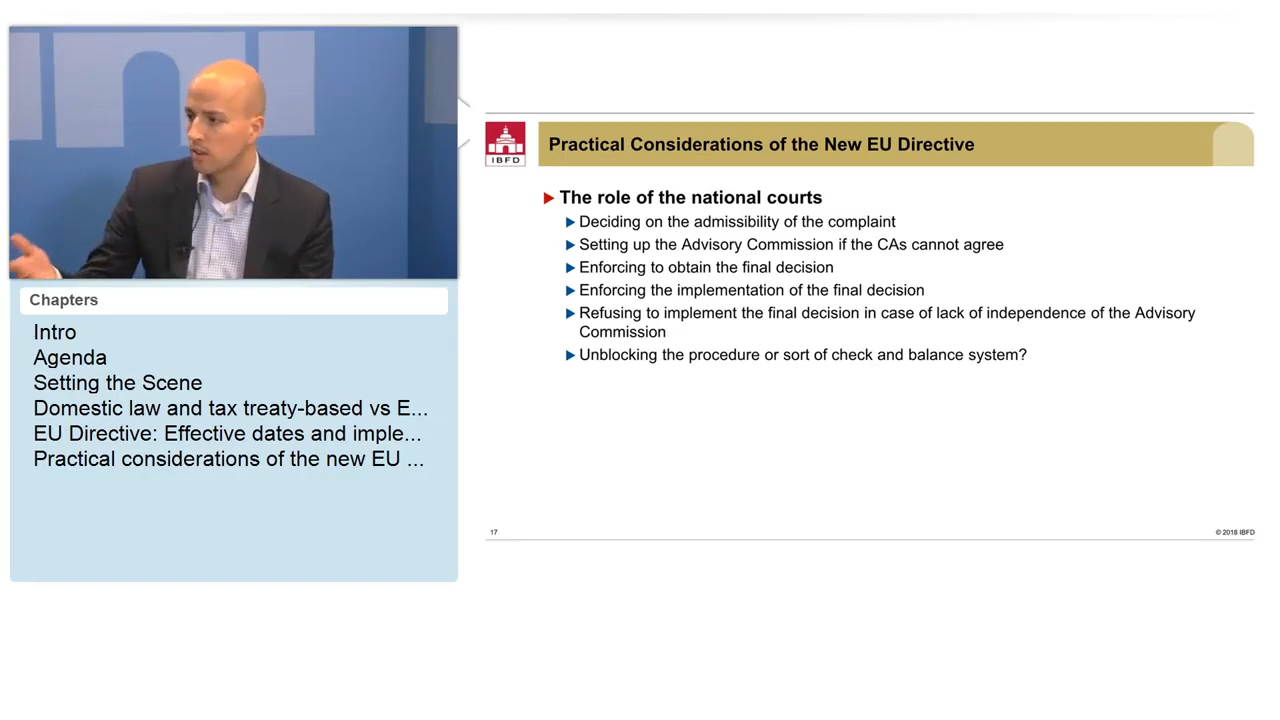 Chapters
Intro
Agenda
Setting the Scene
Domestic law and tax treaty-based vs E...
EU Directive: Effective dates and imple...
Practical considerations of the new EU ...
IBFD
Practical Considerations of the New EU Directive
The role of the national courts
Deciding on the admissibility of the complaint
Setting up the Advisory Commission if the CAs cannot agree
Enforcing to obtain the final decision
Enforcing the implementation of the final decision
Refusing to implement the final decision in case of lack of independence of the Advisory
Commission
Unblocking the procedure or sort of check and balance system?
17
© 2018 IBFD